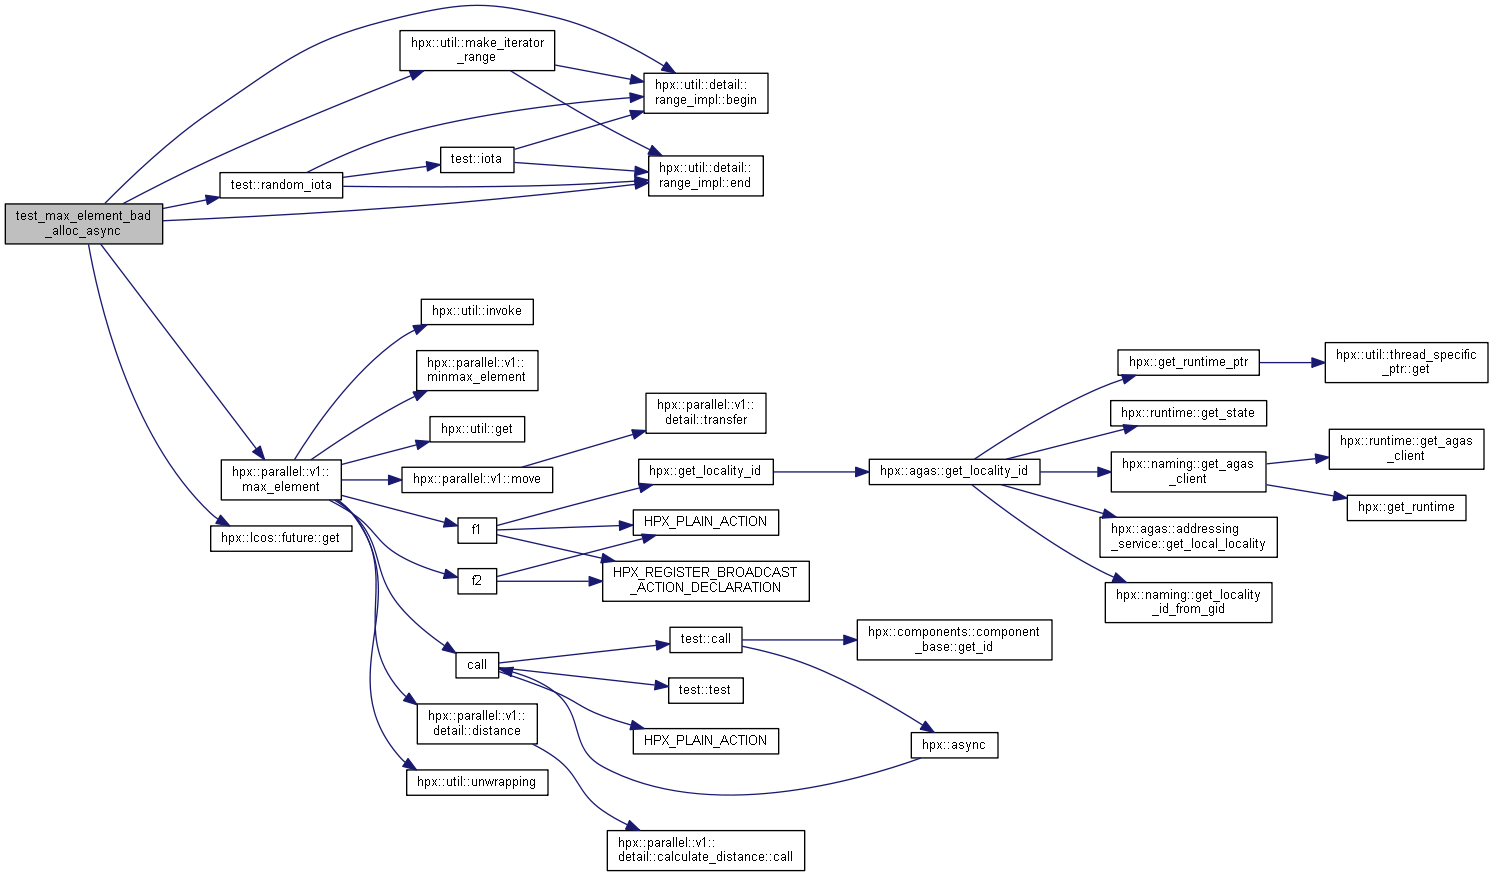 hpx::util::make_iterator
_range
hpx::util::detail::
range_impl::begin
test::iota
hpx::util::detail::
range_impl::end
test::random_iota
test_max_element_bad
_alloc_async
hpx::util::invoke
hpx::parallel::v1::
minmax_element
hpx::get_runtime_ptr
hpx::util::thread_specific
_ptr::get
hpx::parallel::v1::
detail::transfer
hpx::runtime::get_state
hpx::util::get
hpx::runtime::get_agas
_client
hpx::parallel::v1::
max_element
hpx::parallel::v1::move
hpx::get_locality_id
hpx::agas::get_locality_id
hpx::naming::get_agas
_client
hpx::get_runtime
f1
HPX_PLAIN_ACTION
hpx::agas::addressing
_service::get_local_locality
hpx::lcos::future::get
f2
HPX_REGISTER_BROADCAST
_ACTION_DECLARATION
hpx::naming::get_locality
_id_from_gid
test::call
hpx::components::component
_base::get_id
call
test::test
hpx::parallel::v1::
detail::distance
HPX_PLAIN_ACTION
hpx::async
hpx::util::unwrapping
hpx::parallel::v1::
detail::calculate_distance::call